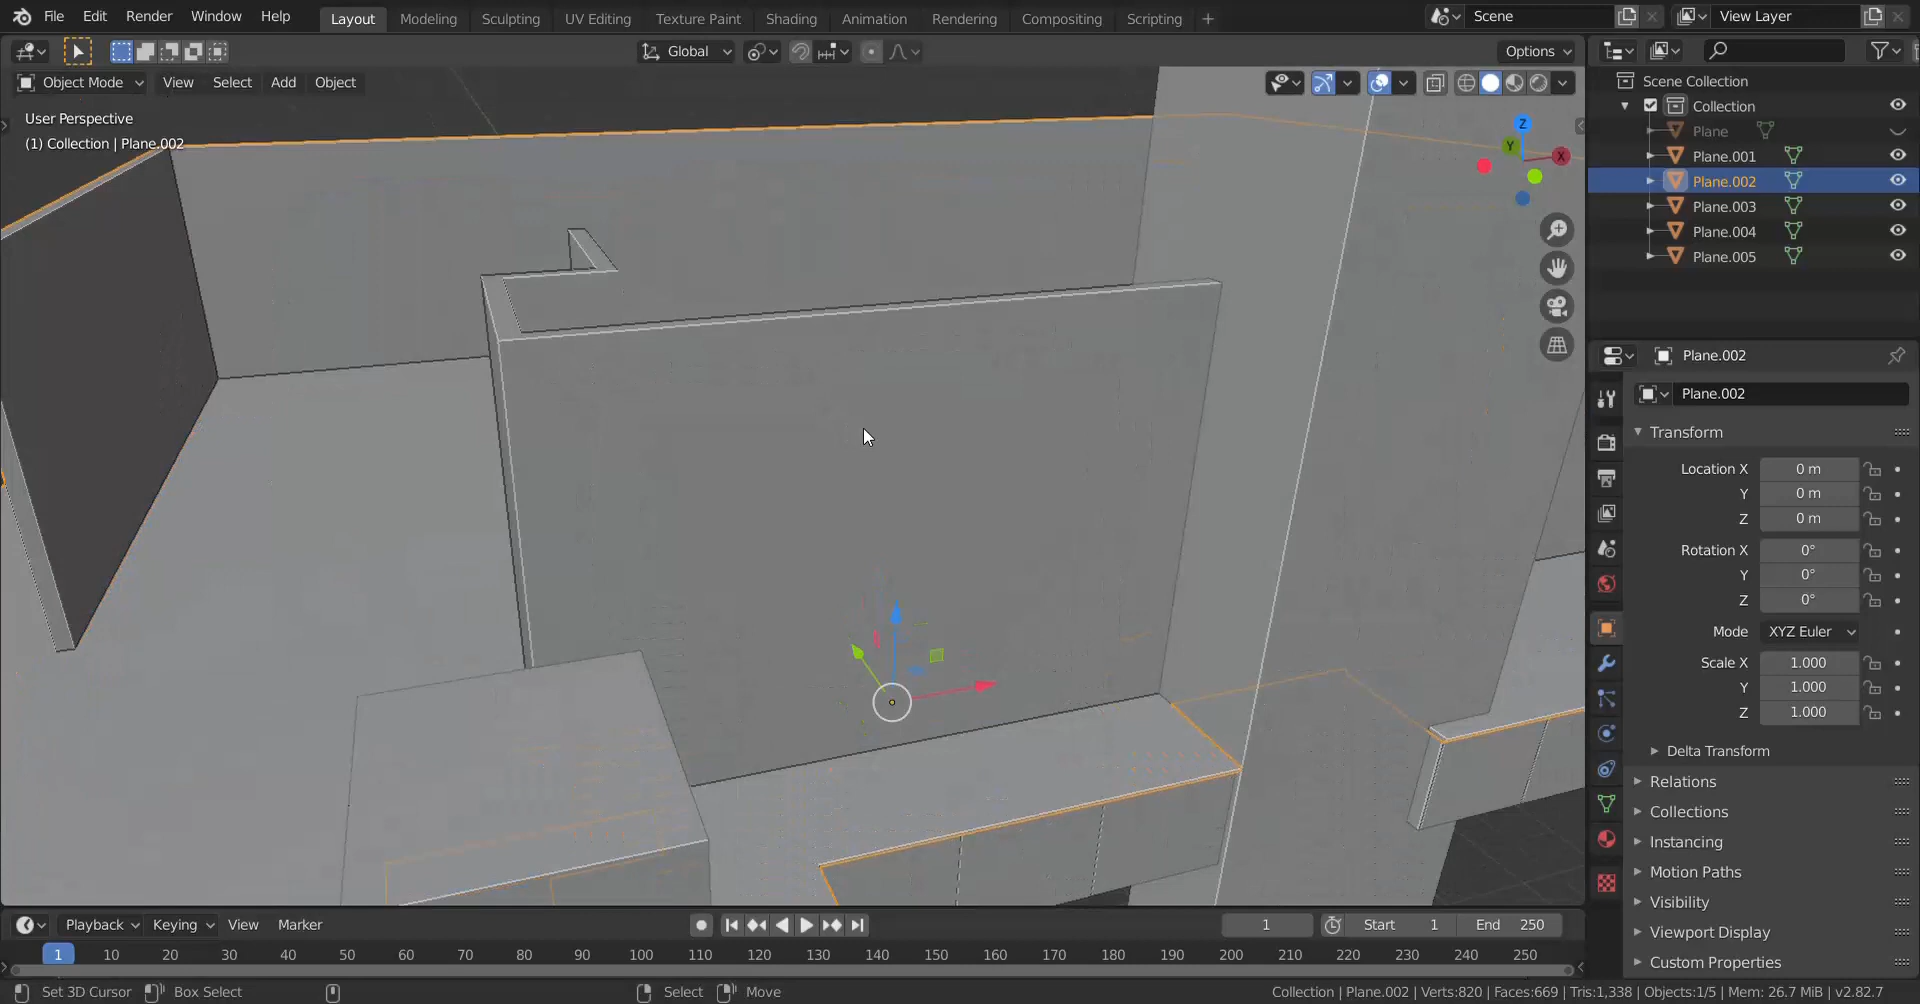 File Edit Render Window Help Layout Modeling Sculpting UV Editing Texture Paint Shading Animation Rendering Compositing Scripting + Scene View Layer
Global Options
Object Mode View Select Add Object
User Perspective
(1) Collection | Plane.002
Z
Y
X
Scene Collection
Collection
Plane
Plane.001
Plane.002
Plane.003
Plane.004
Plane.005
Plane.002
Plane.002
Transform
Location X 0 m
Y 0 m
Z 0 m
Rotation X 0°
Y 0°
Z 0°
Mode XYZ Euler
Scale X 1.000
Y 1.000
Z 1.000
Delta Transform
Relations
Collections
Instancing
Motion Paths
Visibility
Viewport Display
Custom Properties
Playback Keying View Marker 1 Start 1 End 250
1 10 20 30 40 50 60 70 80 90 100 110 120 130 140 150 160 170 180 190 200 210 220 230 240 250
Set 3D Cursor Box Select Select Move Collection | Plane.002 | Verts:820 | Faces:669 | Tris:1,338 | Objects:1/5 | Mem: 26.7 MiB | v2.82.7